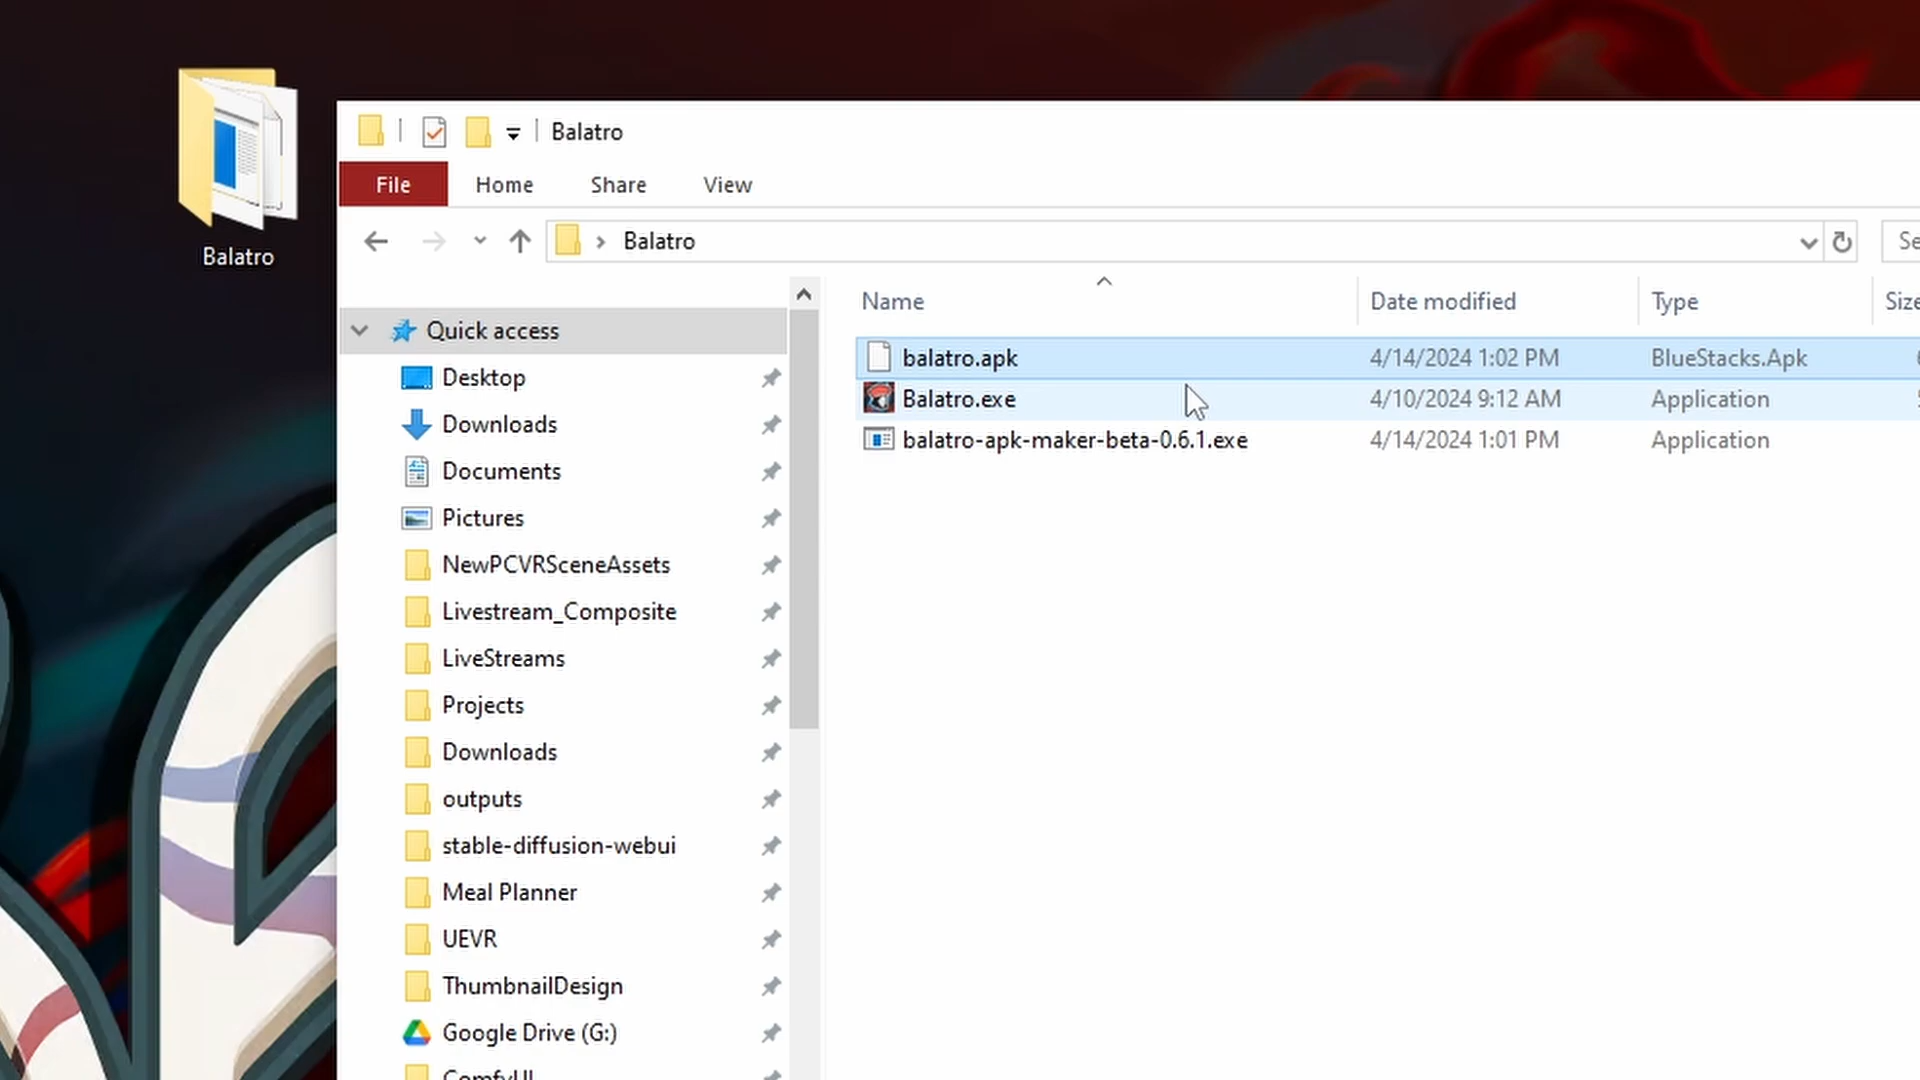 Balatro
Balatro
File Home Share View
Balatro
Name Date modified Type Size
Quick access
Desktop
Downloads
Documents
Pictures
NewPCVRSceneAssets
Livestream_Composite
LiveStreams
Projects
Downloads
outputs
stable-diffusion-webui
Meal Planner
UEVR
ThumbnailDesign
Google Drive (G:)
ComfyUI
balatro.apk 4/14/2024 1:02 PM BlueStacks.Apk
Balatro.exe 4/10/2024 9:12 AM Application
balatro-apk-maker-beta-0.6.1.exe 4/14/2024 1:01 PM Application